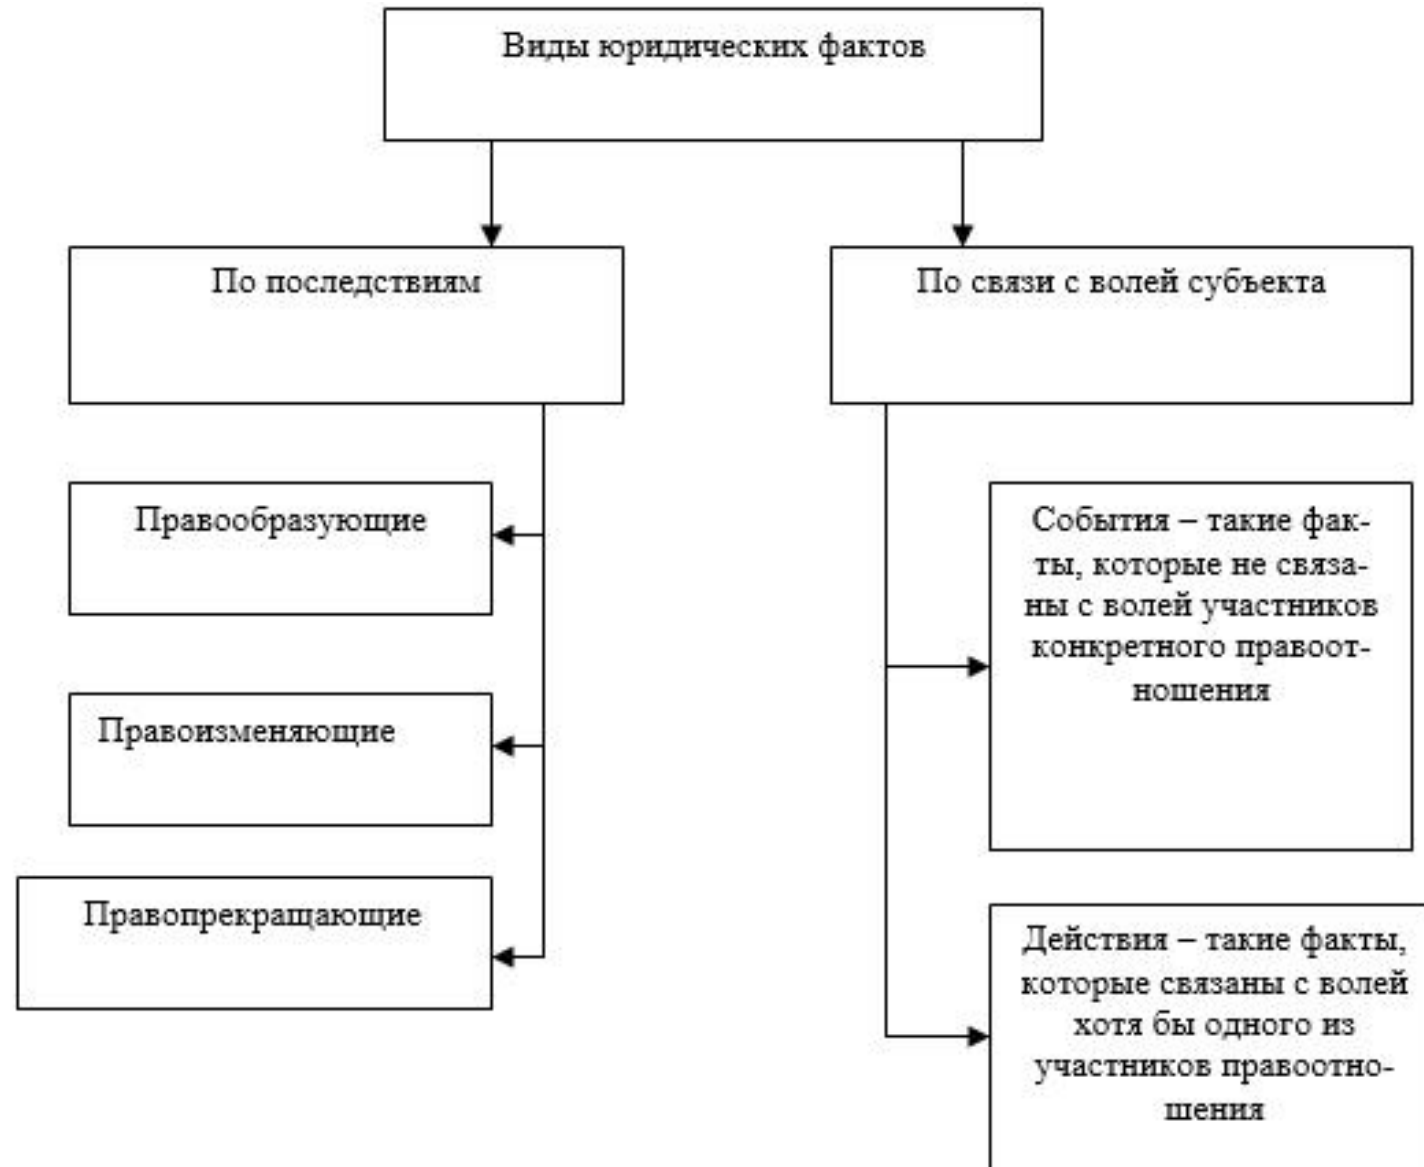 Виды юридических фактов
По последствиям
По связи с волей субъекта
Правообразующие
Правоизменяющие
Правопрекращающие
События – такие фак-
ты, которые не связа-
ны с волей участников
конкретного правоот-
ношения
Действия – такие факты,
которые связаны с волей
хотя бы одного из
участников правоотно-
шения